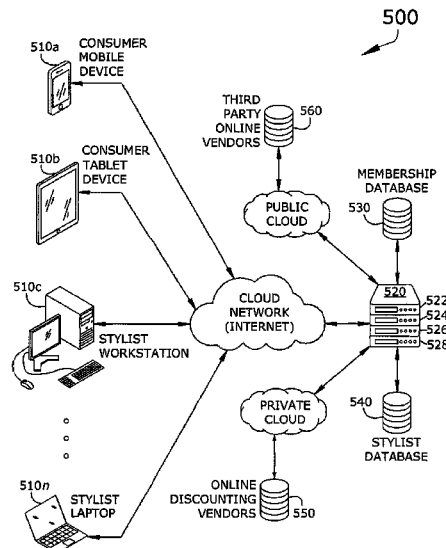 500
510a
CONSUMER
MOBILE
DEVICE
510b
CONSUMER
TABLET
DEVICE
THIRD
PARTY
ONLINE
VENDORS
560
PUBLIC
CLOUD
MEMBERSHIP
DATABASE
530
510c
STYLIST
WORKSTATION
CLOUD
NETWORK
(INTERNET)
520
522
524
526
528
PRIVATE
CLOUD
540
STYLIST
DATABASE
510n
STYLIST
LAPTOP
ONLINE
DISCOUNTING
VENDORS
550